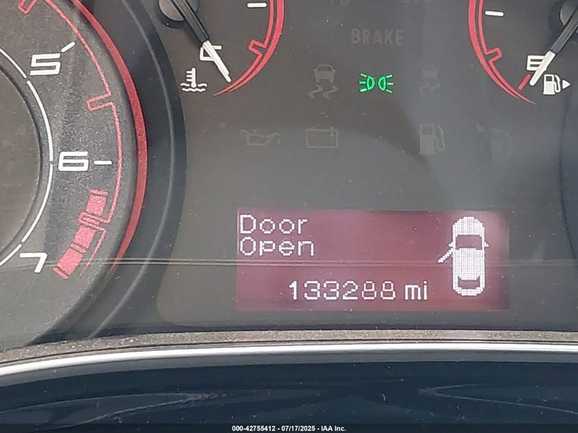 BRAKE
C
E
5
6
7
Door
Open
133288 mi
000-42755412 - 07/17/2025 - IAA Inc.